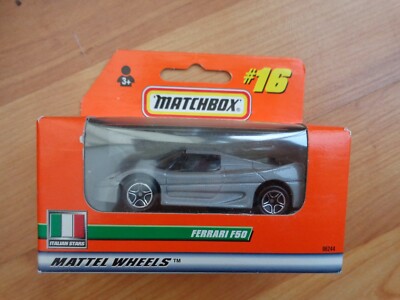 3+
#16
MATCHBOX
FERRARI F50
ITALIAN STARS
MATTEL WHEELS™